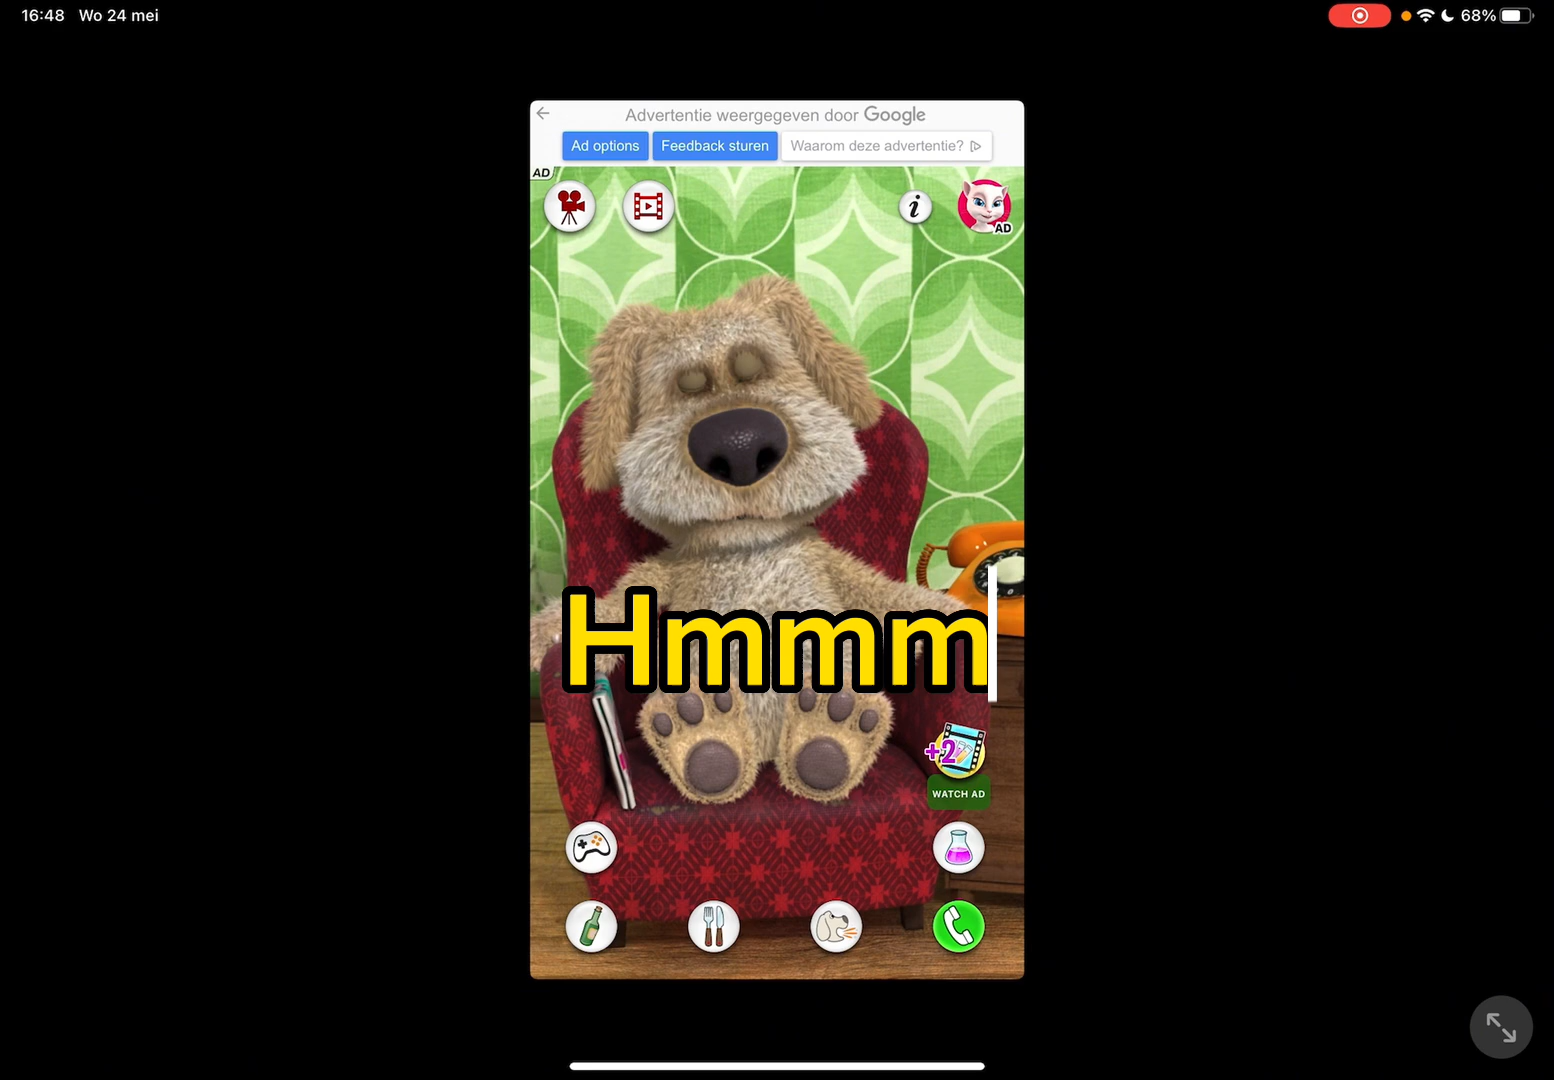 16:48 Wo 24 mei
68%
Advertentie weergegeven door Google
Ad options Feedback sturen Waarom deze advertentie?
AD
i
AD
Hmmm
+2
WATCH AD